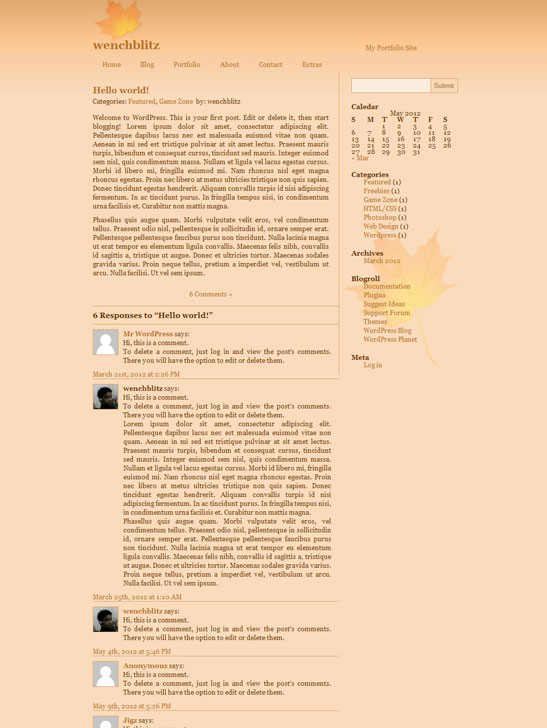 wenchblitz
My Portfolio Site
Home Blog Portfolio About Contact Extras
Hello world!
Categories: Featured, Game Zone by: wenchblitz
Welcome to WordPress. This is your first post. Edit or delete it, then start
blogging! Lorem ipsum dolor sit amet, consectetur adipiscing elit.
Pellentesque dapibus lacus nec est malesuada euismod vitae non quam.
Aenean in mi sed est tristique pulvinar at sit amet lectus. Praesent mauris
turpis, bibendum et consequat cursus, tincidunt sed mauris. Integer euismod
sem nisl, quis condimentum massa. Nullam et ligula vel lacus egestas cursus.
Morbi id libero mi, fringilla euismod mi. Nam rhoncus nisl eget magna
rhoncus egestas. Proin nec libero at metus ultricies tristique non quis sapien.
Donec tincidunt egestas hendrerit. Aliquam convallis turpis id nisi adipiscing
fermentum. In ac tincidunt purus. In fringilla tempus nisi, in condimentum
urna facilisis et. Curabitur non mattis magna.
Phasellus quis augue quam. Morbi vulputate velit eros, vel condimentum
tellus. Praesent odio nisl, pellentesque in sollicitudin id, ornare semper erat.
Pellentesque pellentesque faucibus purus non tincidunt. Nulla lacinia magna
ut erat tempor eu elementum ligula convallis. Maecenas felis nibh, convallis
id sagittis a, tristique ut augue. Donec et ultricies tortor. Maecenas sodales
gravida varius. Proin neque tellus, pretium a imperdiet vel, vestibulum ut
arcu. Nulla facilisi. Ut vel sem ipsum.
6 Comments »
6 Responses to “Hello world!”
Mr WordPress says:
Hi, this is a comment.
To delete a comment, just log in and view the post's comments.
There you will have the option to edit or delete them.
March 21st, 2012 at 2:26 PM
wenchblitz says:
Hi, this is a comment.
To delete a comment, just log in and view the post's comments.
There you will have the option to edit or delete them.
Lorem ipsum dolor sit amet, consectetur adipiscing elit.
Pellentesque dapibus lacus nec est malesuada euismod vitae non
quam. Aenean in mi sed est tristique pulvinar at sit amet lectus.
Praesent mauris turpis, bibendum et consequat cursus, tincidunt
sed mauris. Integer euismod sem nisl, quis condimentum massa.
Nullam et ligula vel lacus egestas cursus. Morbi id libero mi, fringilla
euismod mi. Nam rhoncus nisl eget magna rhoncus egestas. Proin
nec libero at metus ultricies tristique non quis sapien. Donec
tincidunt egestas hendrerit. Aliquam convallis turpis id nisi
adipiscing fermentum. In ac tincidunt purus. In fringilla tempus nisi,
in condimentum urna facilisis et. Curabitur non mattis magna.
Phasellus quis augue quam. Morbi vulputate velit eros, vel
condimentum tellus. Praesent odio nisl, pellentesque in sollicitudin
id, ornare semper erat. Pellentesque pellentesque faucibus purus
non tincidunt. Nulla lacinia magna ut erat tempor eu elementum
ligula convallis. Maecenas felis nibh, convallis id sagittis a, tristique
ut augue. Donec et ultricies tortor. Maecenas sodales gravida varius.
Proin neque tellus, pretium a imperdiet vel, vestibulum ut arcu.
Nulla facilisi. Ut vel sem ipsum.
March 25th, 2012 at 1:10 AM
wenchblitz says:
Hi, this is a comment.
To delete a comment, just log in and view the post's comments.
There you will have the option to edit or delete them.
May 4th, 2012 at 5:46 PM
Anonymous says:
Hi, this is a comment.
To delete a comment, just log in and view the post's comments.
There you will have the option to edit or delete them.
May 9th, 2012 at 5:26 PM
Jigz says:
Submit
Caledar
May 2012
S M T W T F S
1 2 3 4 5
6 7 8 9 10 11 12
13 14 15 16 17 18 19
20 21 22 23 24 25 26
27 28 29 30 31
« Mar
Categories
Featured (1)
Freebies (1)
Game Zone (1)
HTML/CSS (1)
Photoshop (1)
Web Design (1)
Wordpress (1)
Archives
March 2012
Blogroll
Documentation
Plugins
Suggest Ideas
Support Forum
Themes
WordPress Blog
WordPress Planet
Meta
Log in